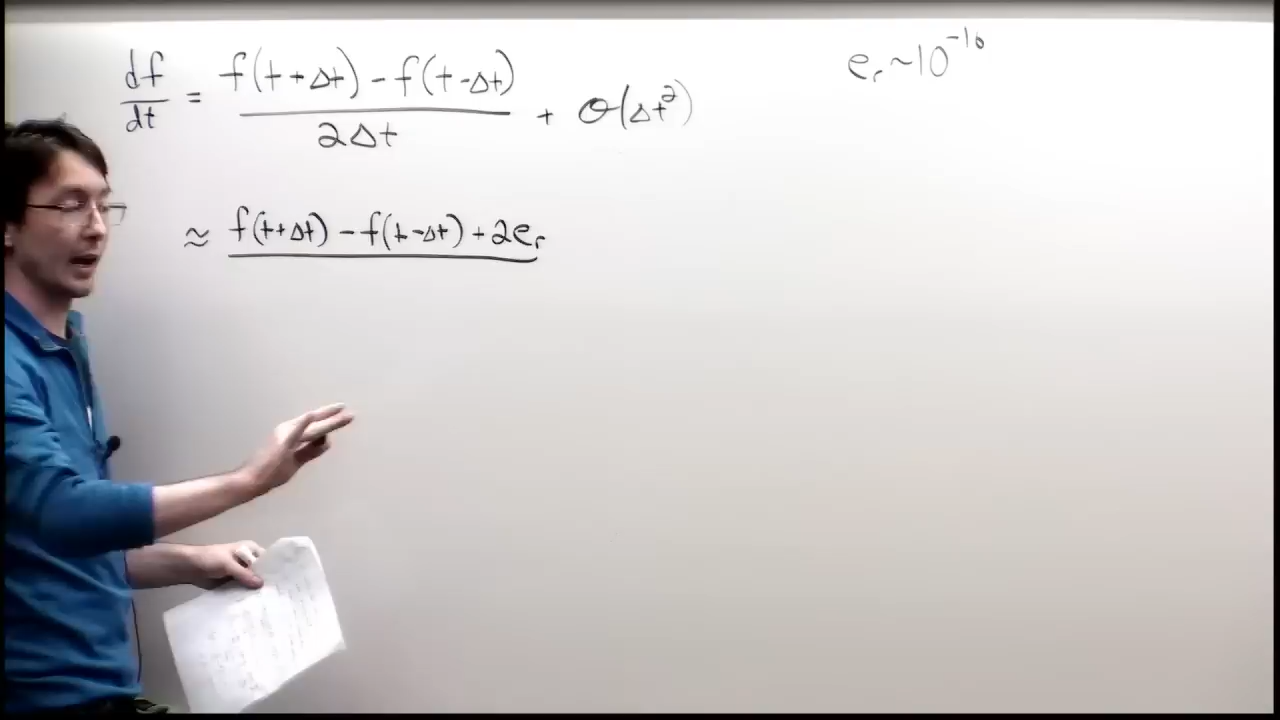 df/dt = (f(t+Δt) - f(t-Δt))/(2Δt) + O(Δt²)
e_r ~ 10^-16
≈ f(t+Δt) - f(t-Δt) + 2e_r